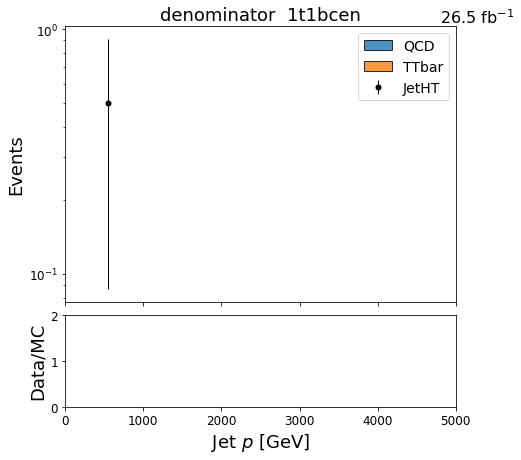 denominator 1t1bcen
26.5 fb⁻¹
10⁰
QCD
TTbar
JetHT
Events
10⁻¹
2
Data/MC
1
0
0 1000 2000 3000 4000 5000
Jet p [GeV]